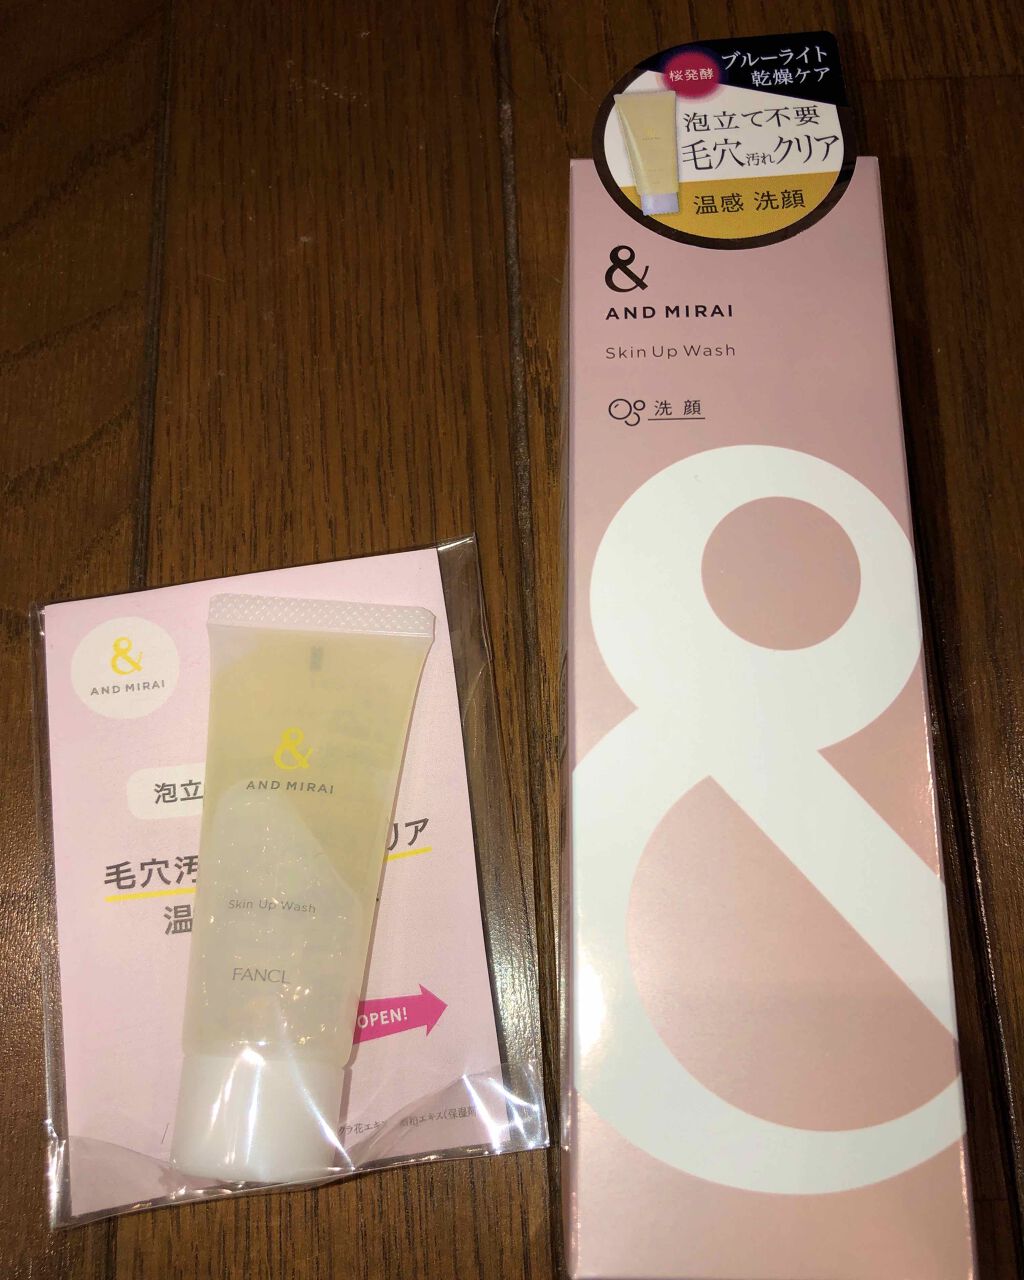 桜発酵
ブルーライト
乾燥ケア
泡立て不要
毛穴汚れクリア
温感 洗顔
&
AND MIRAI
Skin Up Wash
洗顔
&
&
AND MIRAI
泡立
毛穴汚
リア
温
&
AND MIRAI
Skin Up Wash
FANCL
OPEN!